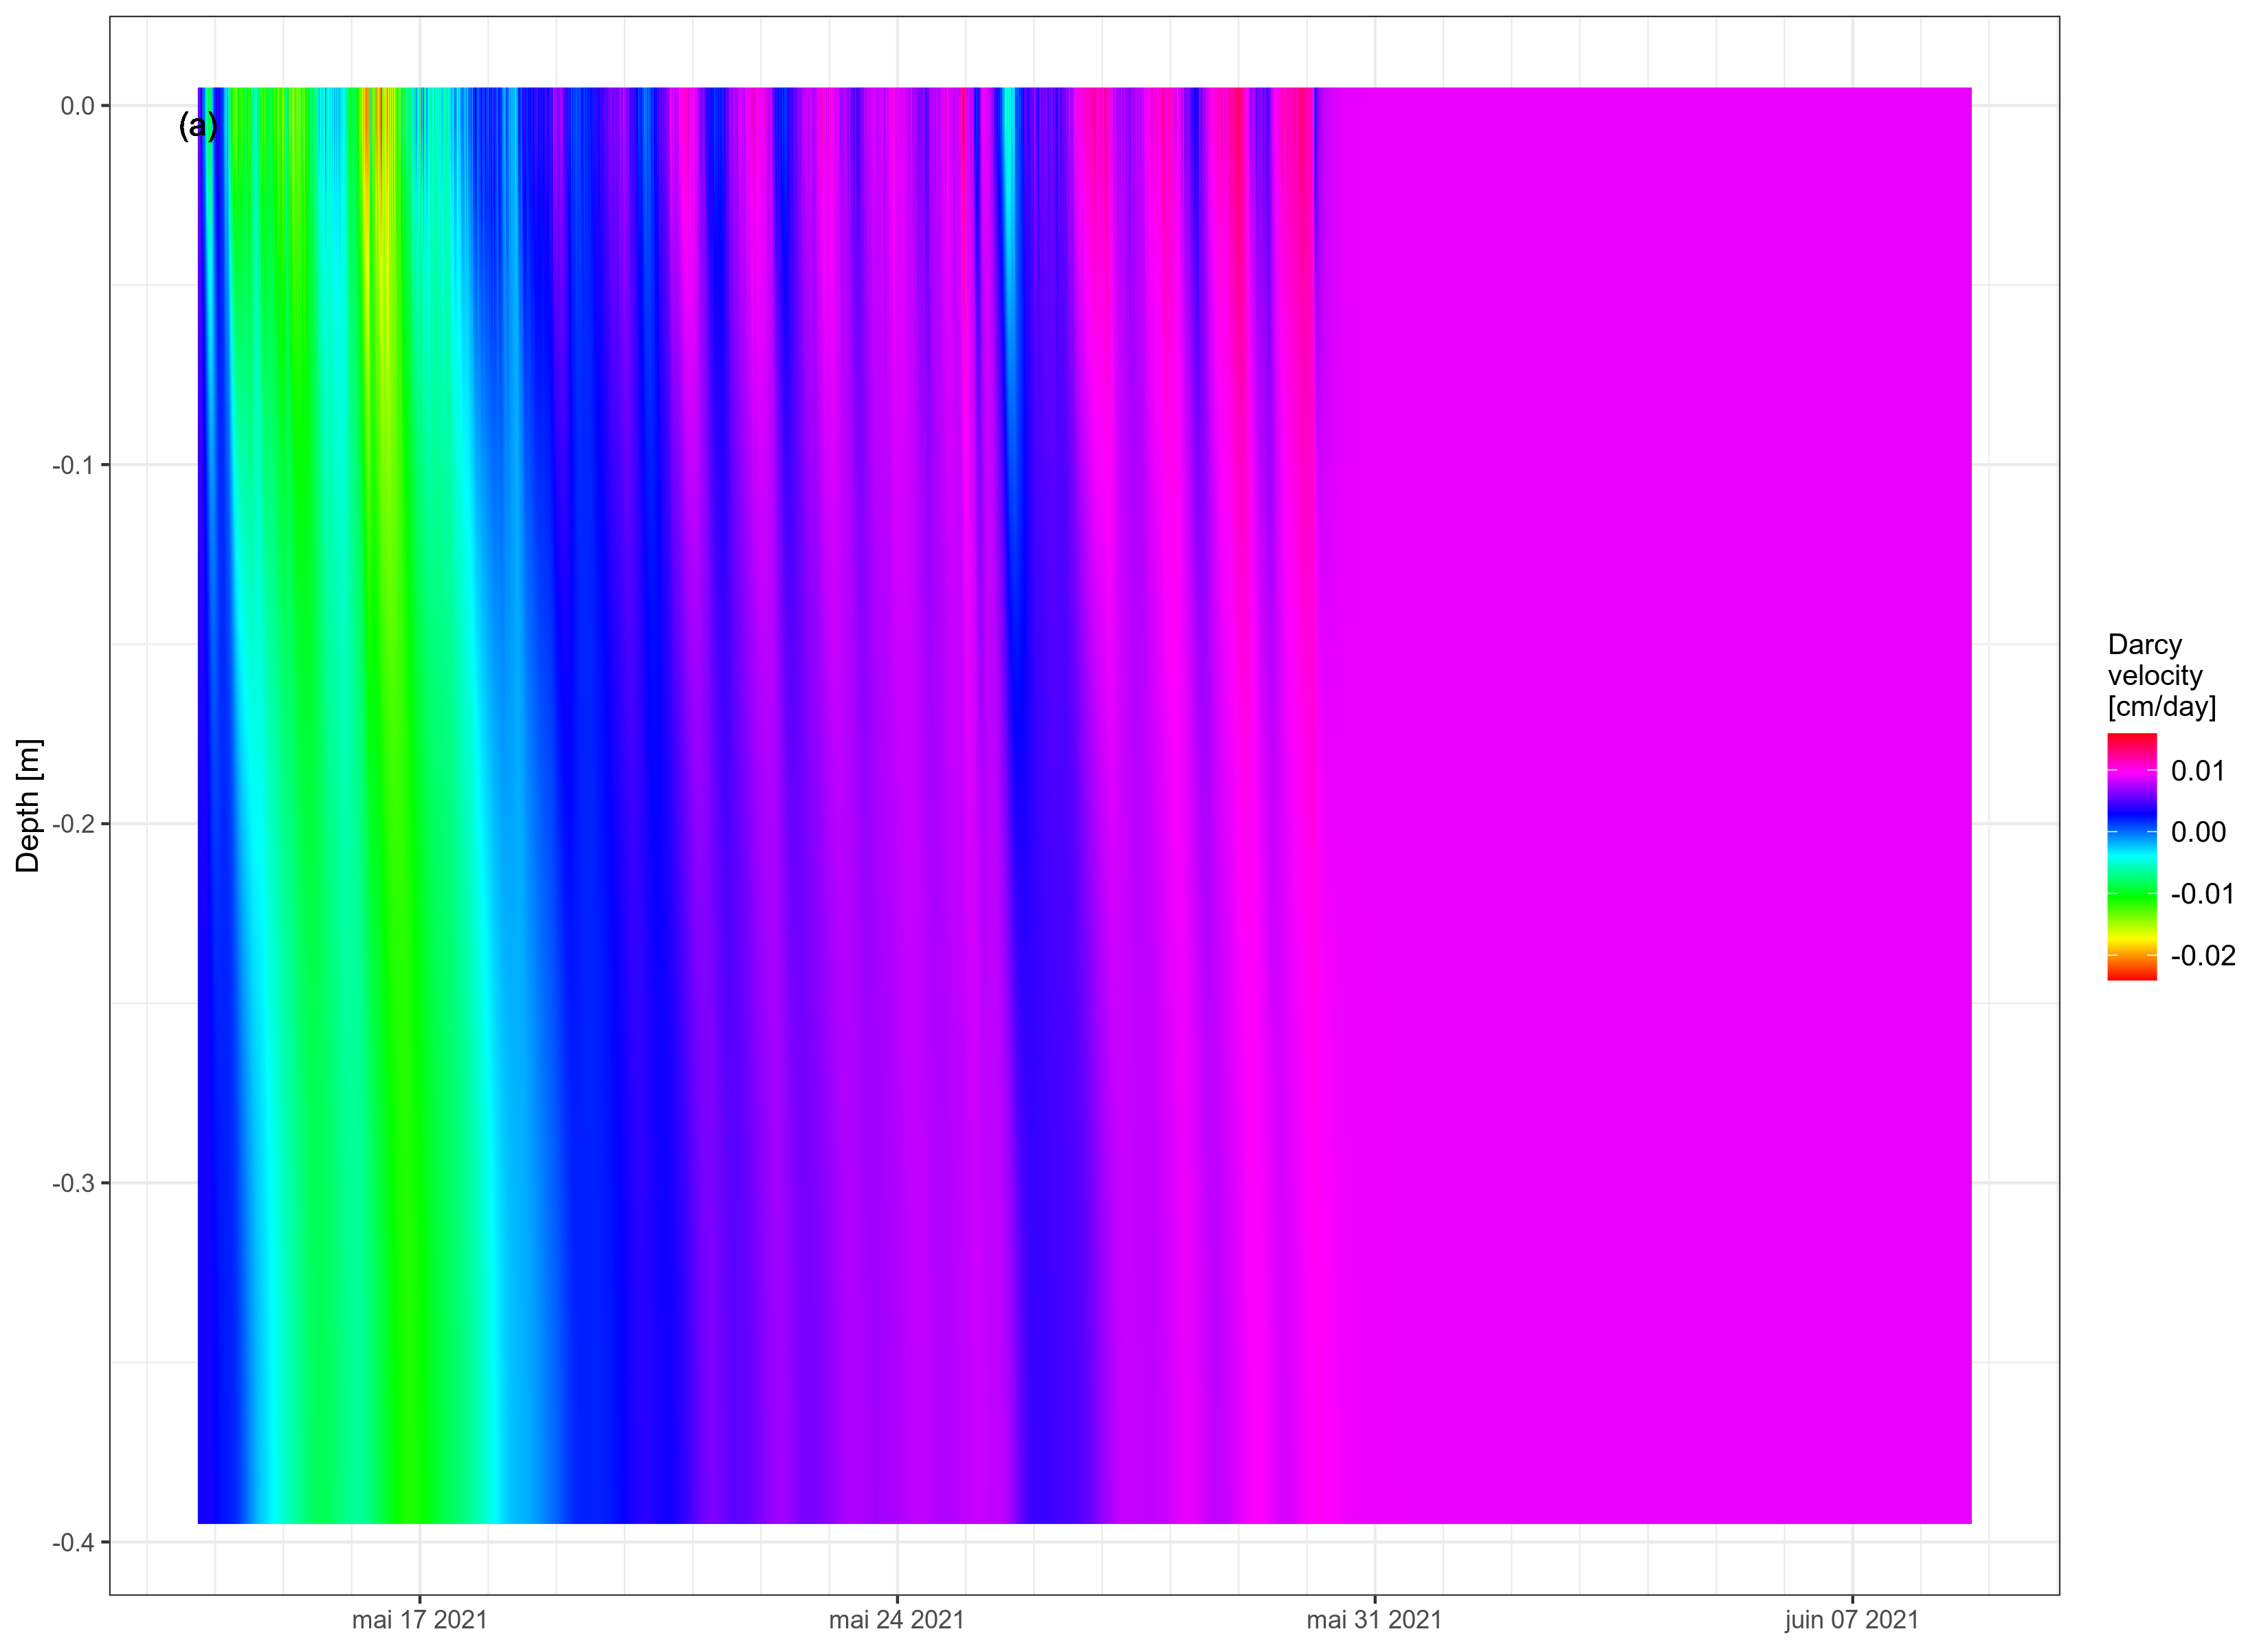 (a)
0.0
-0.1
-0.2
-0.3
-0.4
Depth [m]
mai 17 2021
mai 24 2021
mai 31 2021
juin 07 2021
Darcy
velocity
[cm/day]
0.01
0.00
-0.01
-0.02